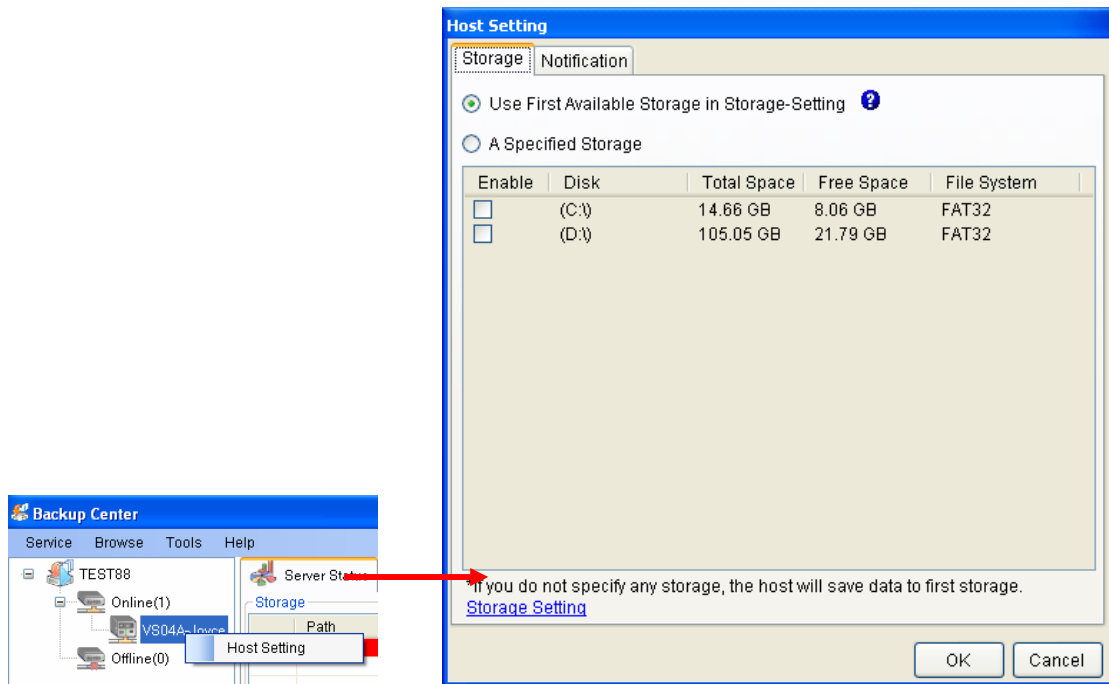 Host Setting
Storage Notification
Use First Available Storage in Storage-Setting ?
A Specified Storage
Enable Disk Total Space Free Space File System
(C:\) 14.66 GB 8.06 GB FAT32
(D:\) 105.05 GB 21.79 GB FAT32
*If you do not specify any storage, the host will save data to first storage.
Storage Setting
OK Cancel
Backup Center
Service Browse Tools Help
TEST88
Server Status
Online(1)
Storage
VS04A-Joyce
Path
Host Setting
Offline(0)